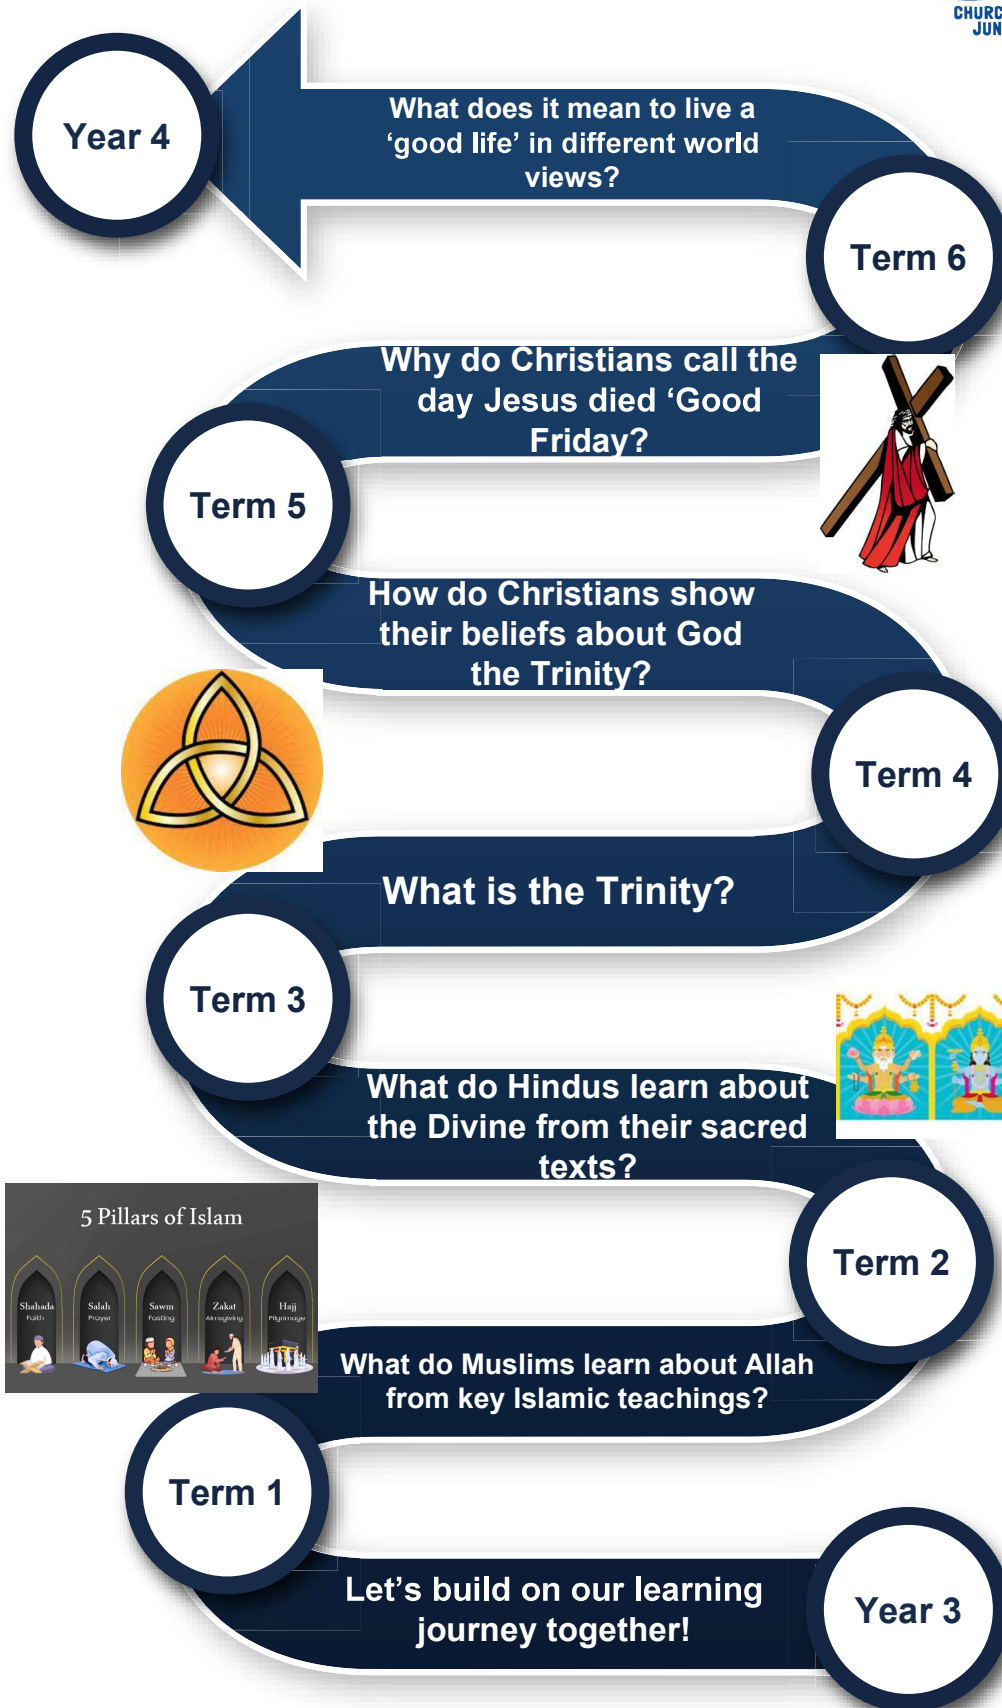 CHURC
JUN
Year 4
What does it mean to live a
‘good life’ in different world
views?
Term 6
Why do Christians call the
day Jesus died ‘Good
Friday?
Term 5
How do Christians show
their beliefs about God
the Trinity?
Term 4
What is the Trinity?
Term 3
What do Hindus learn about
the Divine from their sacred
texts?
Term 2
5 Pillars of Islam
Shahada
Faith
Salah
Prayer
Sawm
Fasting
Zakat
Almsgiving
Hajj
Pilgrimage
What do Muslims learn about Allah
from key Islamic teachings?
Term 1
Let’s build on our learning
journey together!
Year 3